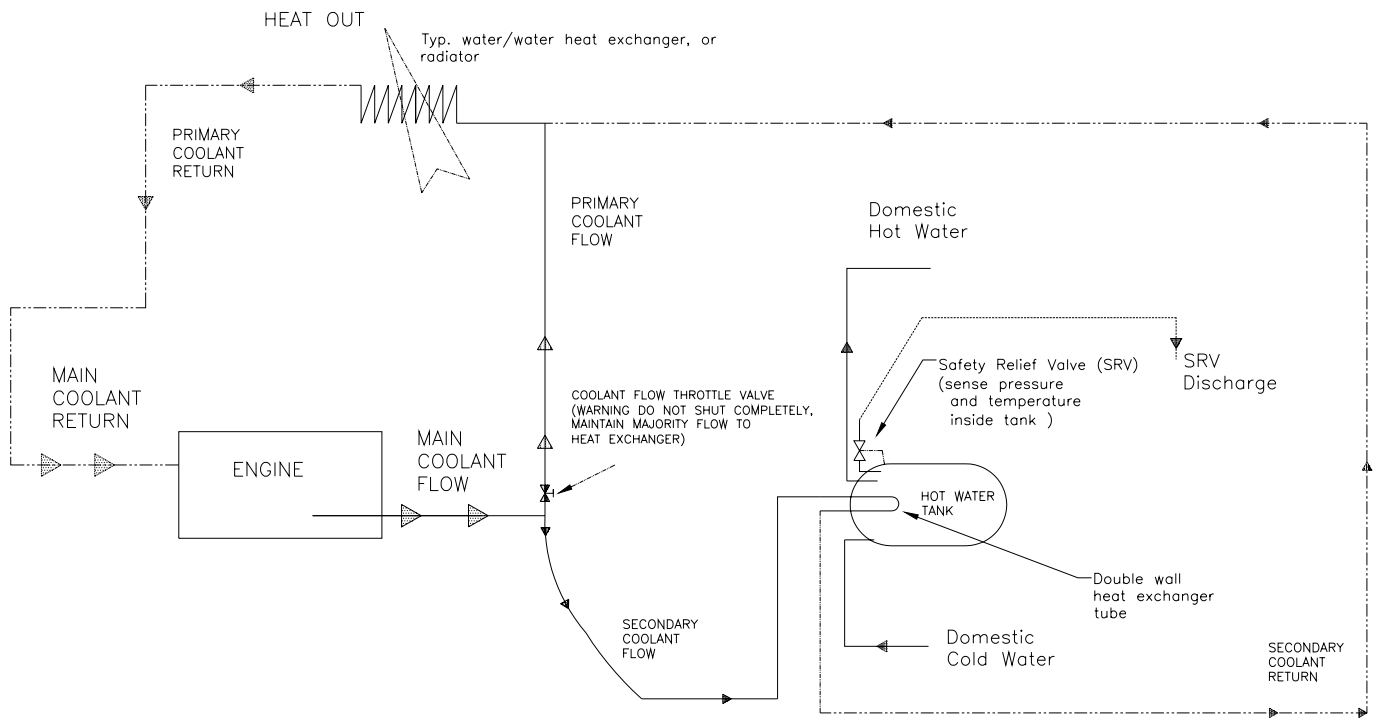 HEAT OUT
Typ. water/water heat exchanger, or
radiator
PRIMARY
COOLANT
RETURN
PRIMARY
COOLANT
FLOW
Domestic
Hot Water
MAIN
COOLANT
RETURN
COOLANT FLOW THROTTLE VALVE
(WARNING DO NOT SHUT COMPLETELY,
MAINTAIN MAJORITY FLOW TO
HEAT EXCHANGER)
Safety Relief Valve (SRV)
(sense pressure
and temperature
inside tank )
SRV
Discharge
ENGINE
MAIN
COOLANT
FLOW
HOT WATER
TANK
Double wall
heat exchanger
tube
SECONDARY
COOLANT
FLOW
Domestic
Cold Water
SECONDARY
COOLANT
RETURN